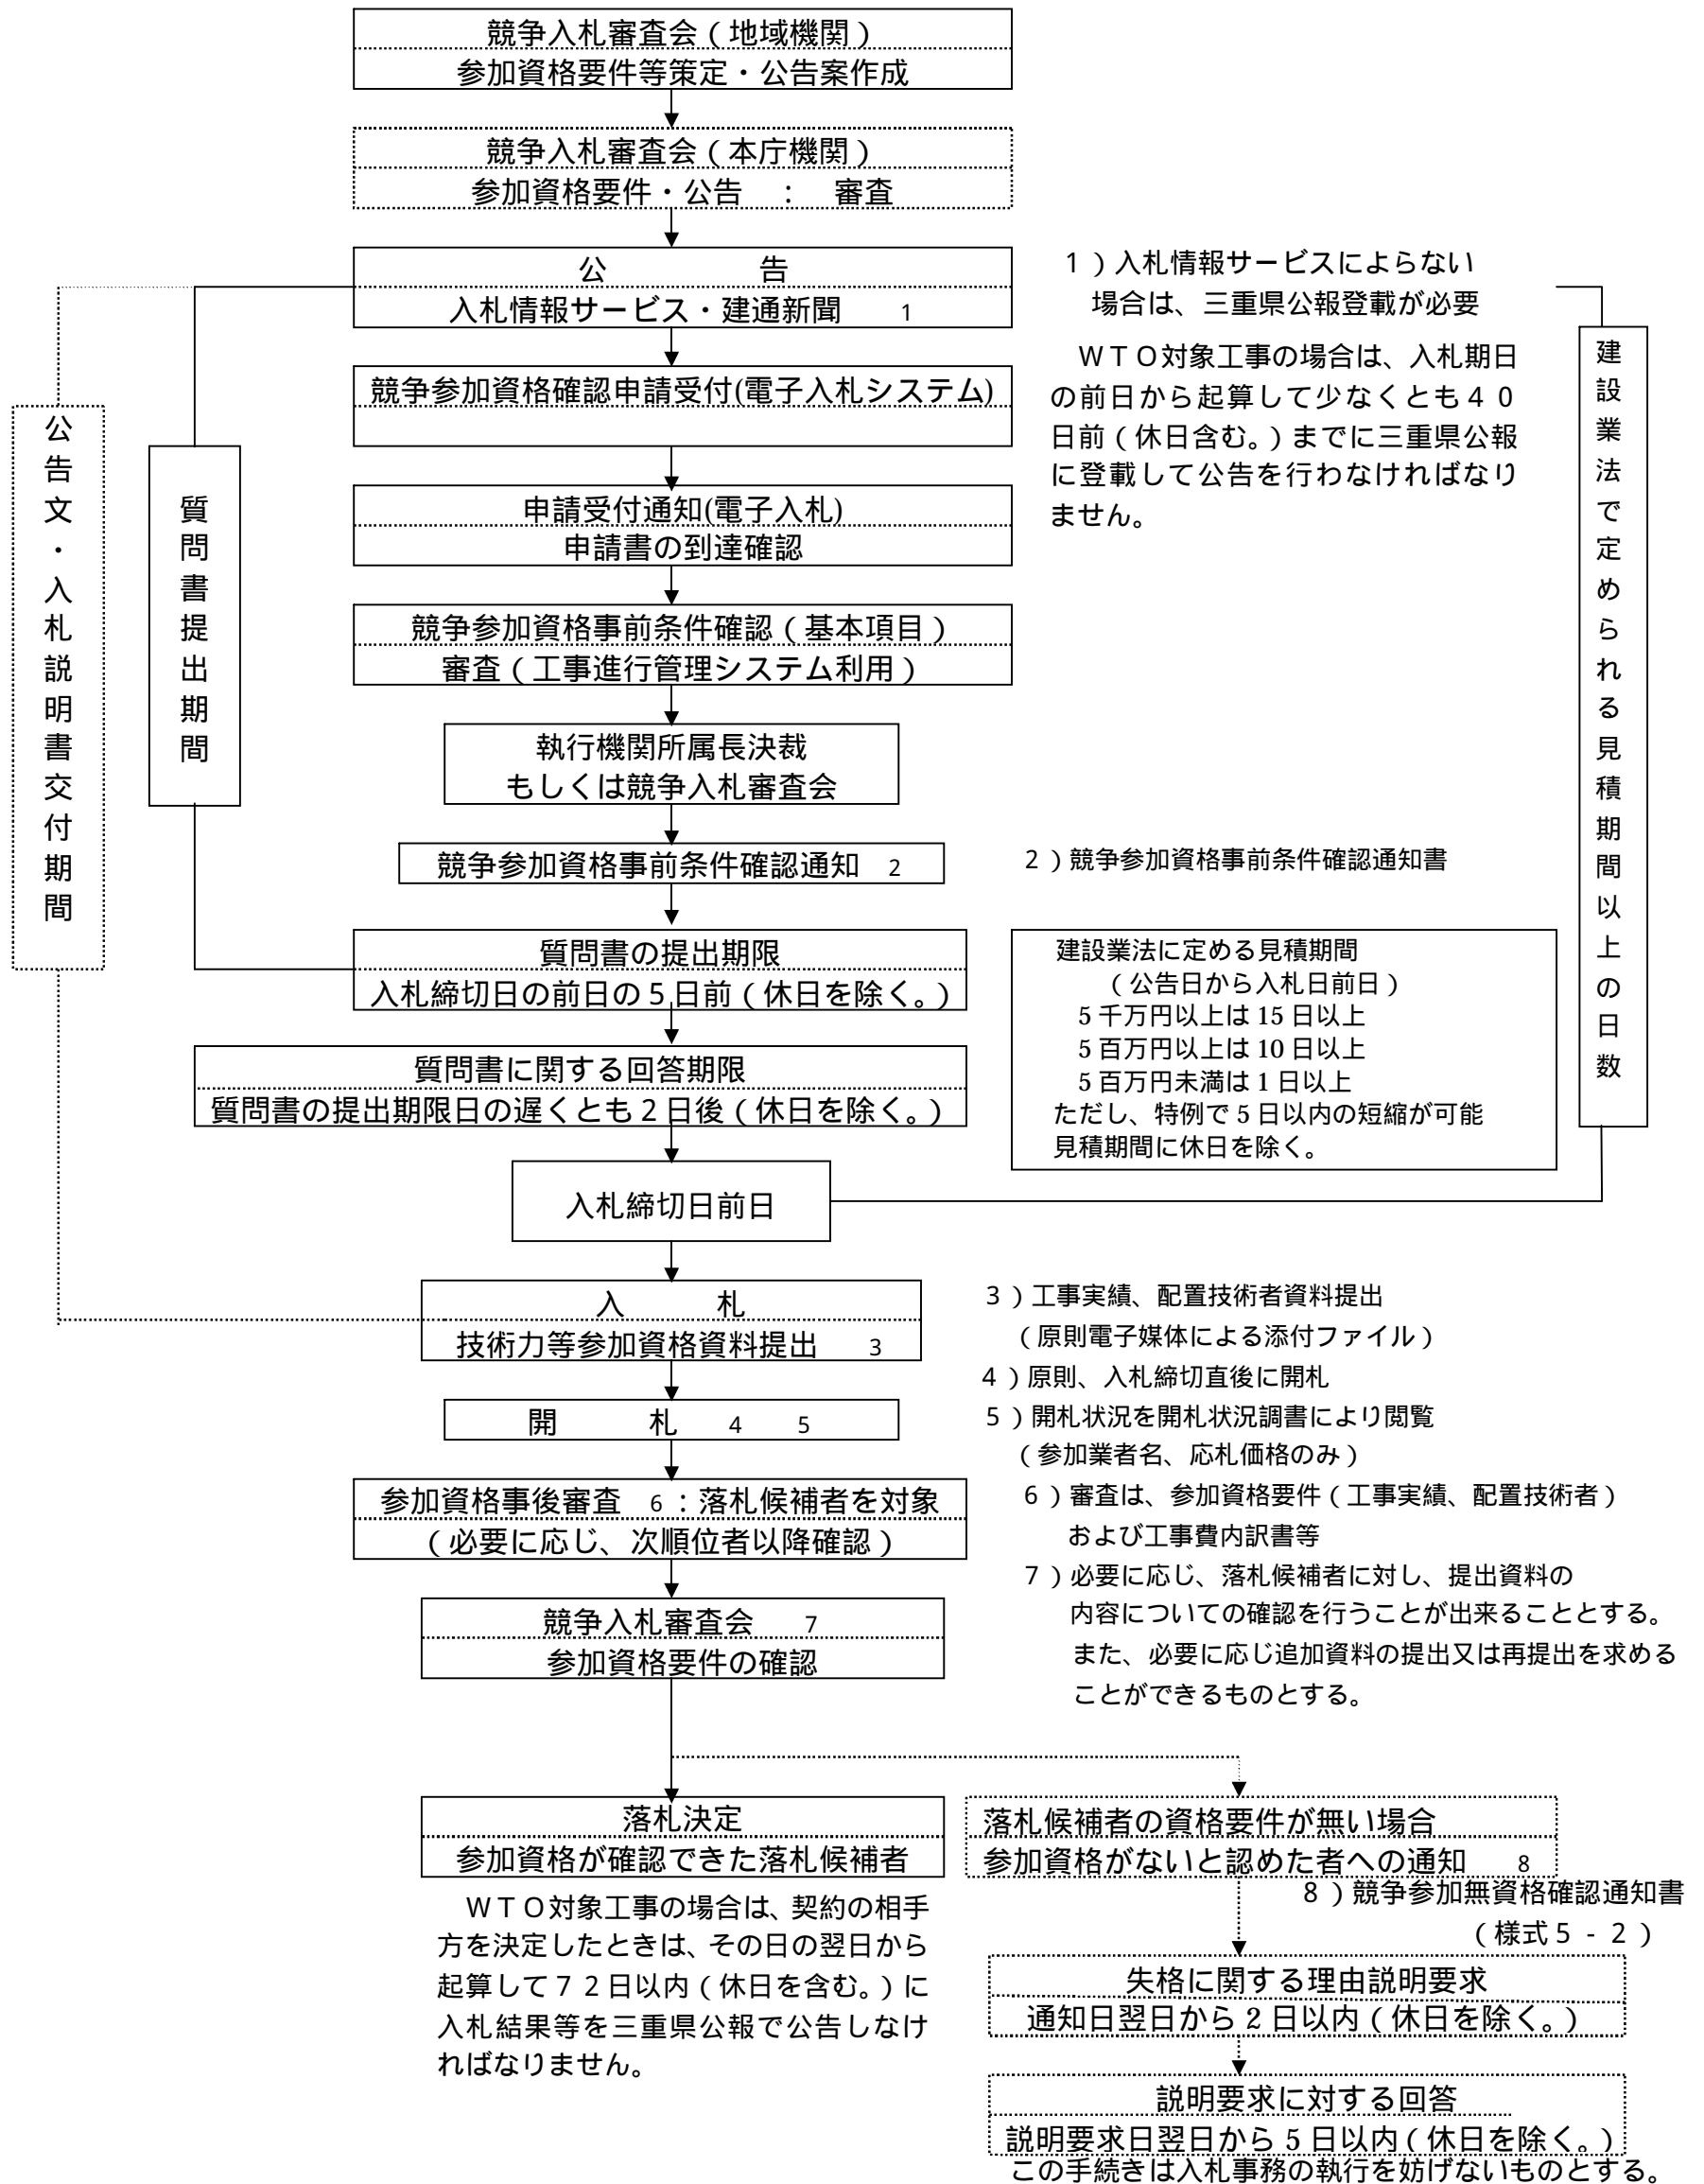 競争入札審査会（地域機関）
参加資格要件等策定・公告案作成
競争入札審査会（本庁機関）
参加資格要件・公告　：　審査
公　　　　　告
入札情報サービス・建通新聞　1
1）入札情報サービスによらない
場合は、三重県公報登載が必要
ＷＴＯ対象工事の場合は、入札期日
の前日から起算して少なくとも４０
日前（休日含む。）までに三重県公報
に登載して公告を行わなければなり
ません。
競争参加資格確認申請受付(電子入札システム)
申請受付通知(電子入札)
申請書の到達確認
競争参加資格事前条件確認（基本項目）
審査（工事進行管理システム利用）
執行機関所属長決裁
もしくは競争入札審査会
競争参加資格事前条件確認通知　2
2）競争参加資格事前条件確認通知書
公告文・入札説明書交付期間
質問書提出期間
建設業法で定められる見積期間以上の日数
質問書の提出期限
入札締切日の前日の５日前（休日を除く。）
質問書に関する回答期限
質問書の提出期限日の遅くとも２日後（休日を除く。）
建設業法に定める見積期間
（公告日から入札日前日）
5 千万円以上は 15 日以上
5 百万円以上は 10 日以上
5 百万円未満は 1 日以上
ただし、特例で 5 日以内の短縮が可能
見積期間に休日を除く。
入札締切日前日
入　　　札
技術力等参加資格資料提出　3
3）工事実績、配置技術者資料提出
（原則電子媒体による添付ファイル）
4）原則、入札締切直後に開札
開　　　札　4　5
5）開札状況を開札状況調書により閲覧
（参加業者名、応札価格のみ）
参加資格事後審査　6：落札候補者を対象
（必要に応じ、次順位者以降確認）
6）審査は、参加資格要件（工事実績、配置技術者）
および工事費内訳書等
競争入札審査会　7
参加資格要件の確認
7）必要に応じ、落札候補者に対し、提出資料の
内容についての確認を行うことが出来ることとする。
また、必要に応じ追加資料の提出又は再提出を求める
ことができるものとする。
落札決定
参加資格が確認できた落札候補者
ＷＴＯ対象工事の場合は、契約の相手
方を決定したときは、その日の翌日から
起算して７２日以内（休日を含む。）に
入札結果等を三重県公報で公告しなけ
ればなりません。
落札候補者の資格要件が無い場合
参加資格がないと認めた者への通知　8
8）競争参加無資格確認通知書
（様式５-２）
失格に関する理由説明要求
通知日翌日から 2 日以内（休日を除く。）
説明要求に対する回答
説明要求日翌日から 5 日以内（休日を除く。）
この手続きは入札事務の執行を妨げないものとする。